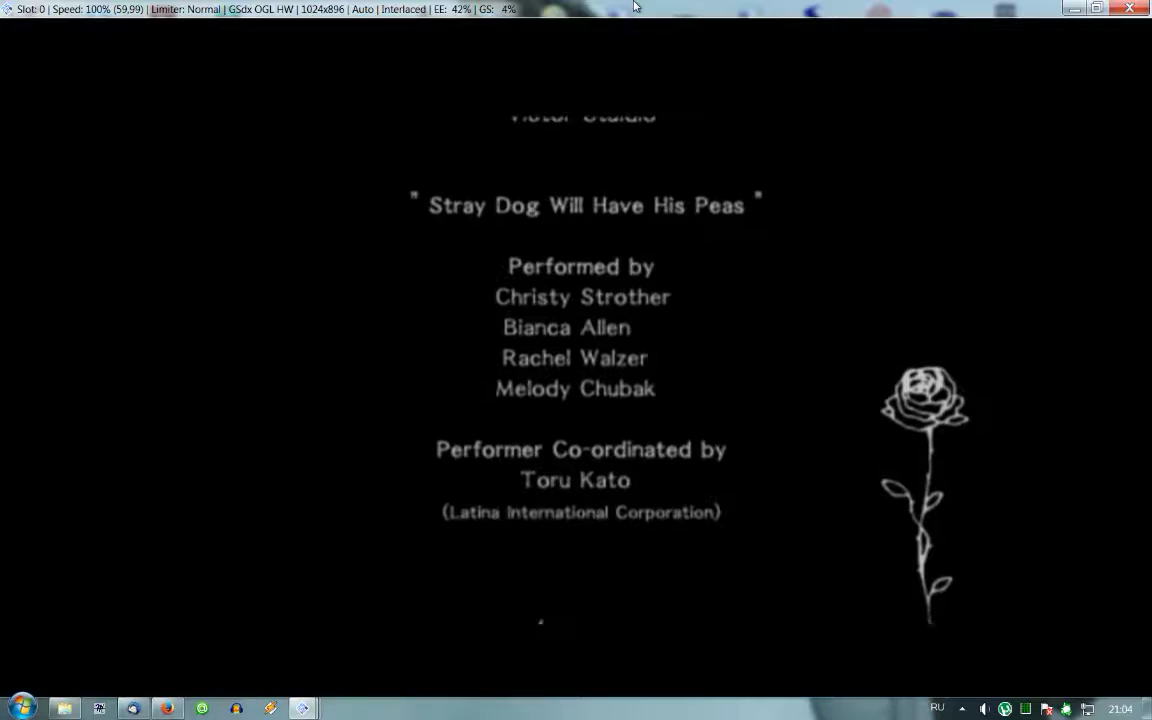 Slot: 0 | Speed: 100% (59,99) | Limiter: Normal | GSdx OGL HW | 1024x896 | Auto | Interlaced | EE: 42% | GS: 4%
" Stray Dog Will Have His Peas "
Performed by
Christy Strother
Bianca Allen
Rachel Walzer
Melody Chubak
Performer Co-ordinated by
Toru Kato
(Latina International Corporation)
RU
21:04